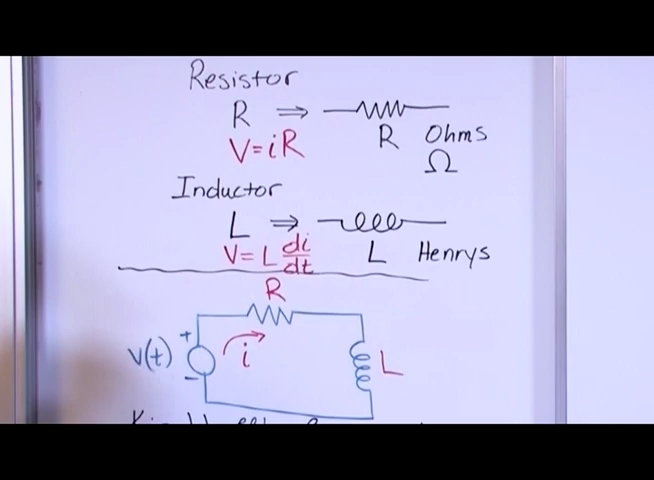 Resistor
R ⇒ R Ohms
V=iR Ω
Inductor
L ⇒ L Henrys
V=L di/dt
R
+
v(t) i L
-